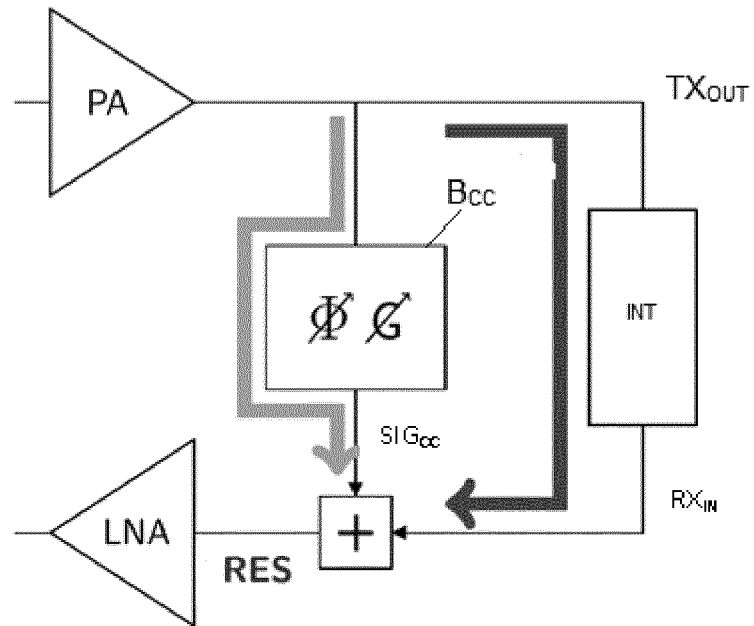 PA
TXOUT
BCC
Φ G
INT
SIGCC
RXIN
+
LNA
RES